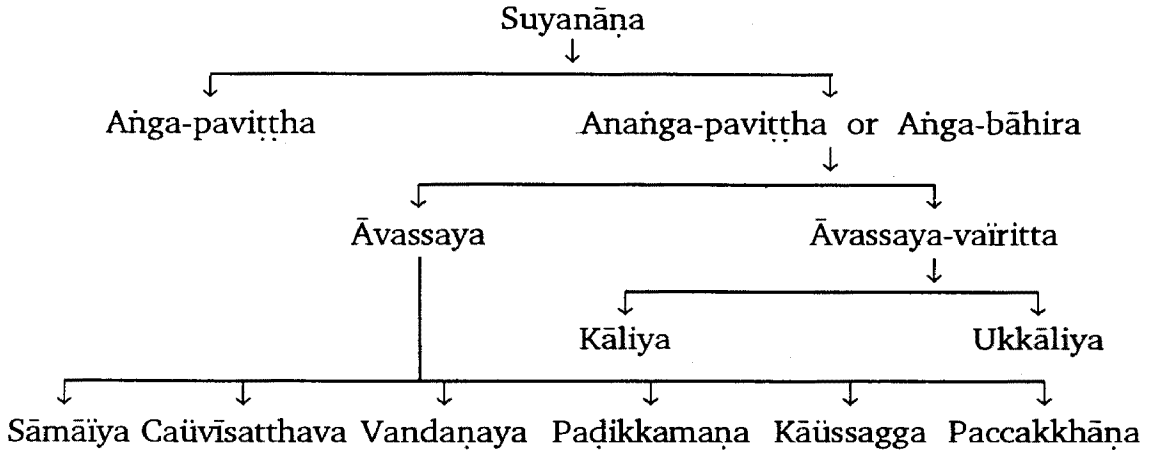 Suyanāṇa
Aṅga-paviṭṭha Anaṅga-paviṭṭha or Aṅga-bāhira
Āvassaya Āvassaya-vaïritta
Kāliya Ukkāliya
Sāmāïya Caüvīsatthava Vandaṇaya Paḍikkamaṇa Kāüssagga Paccakkhāṇa